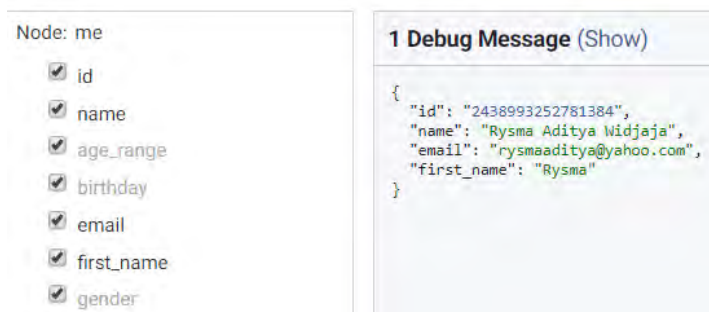 Node: me
id
name
age_range
birthday
email
first_name
gender
1 Debug Message (Show)
{
"id": "2438993252781384",
"name": "Rysma Aditya Widjaja",
"email": "rysmaaditya@yahoo.com",
"first_name": "Rysma"
}